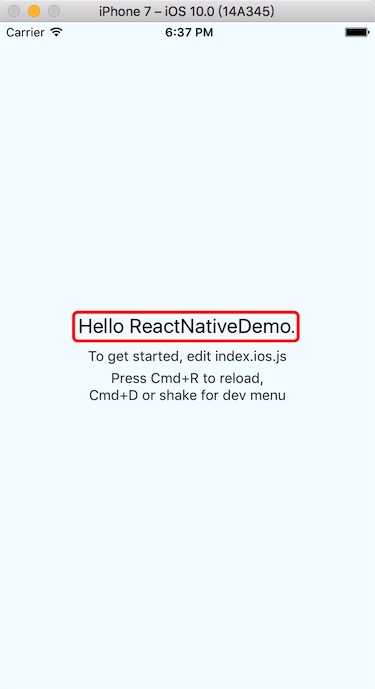 iPhone 7 – iOS 10.0 (14A345)
Carrier 6:37 PM
Hello ReactNativeDemo.
To get started, edit index.ios.js
Press Cmd+R to reload,
Cmd+D or shake for dev menu